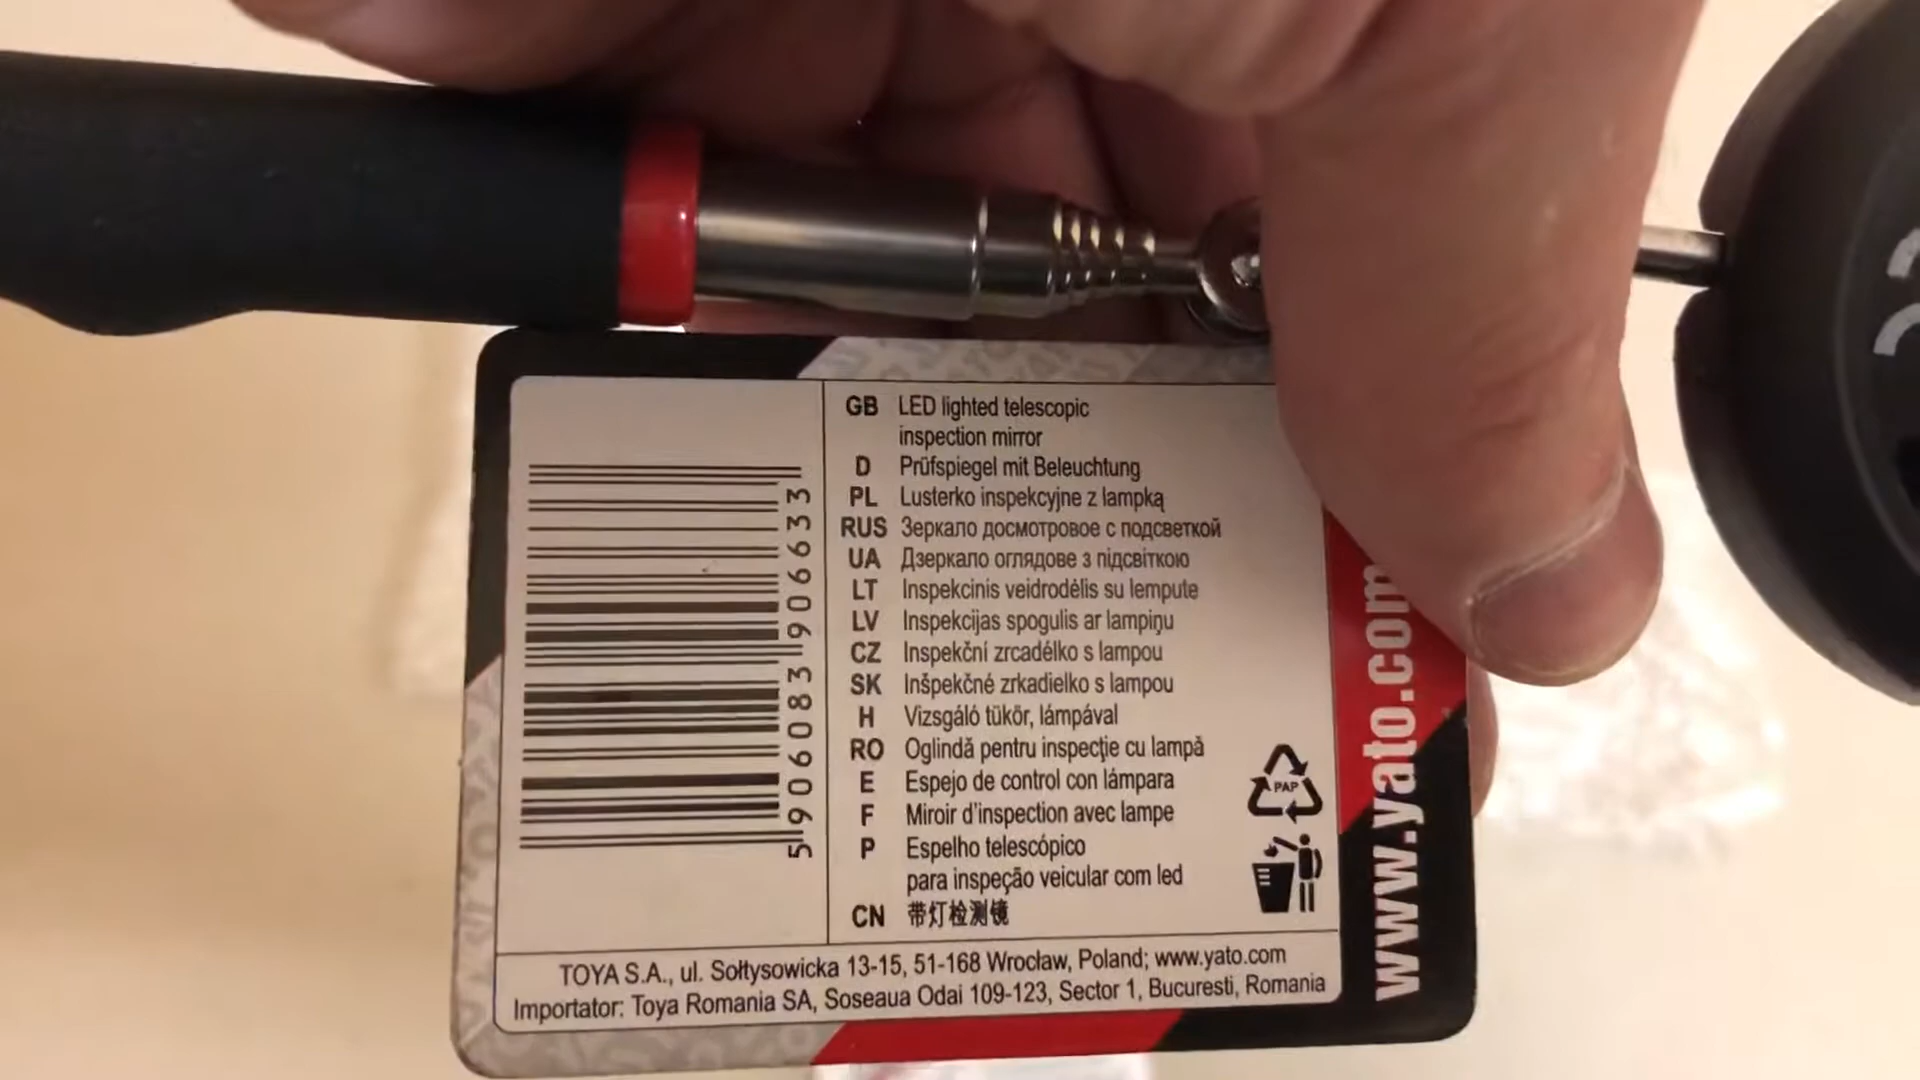 GB LED lighted telescopic
inspection mirror
D Prüfspiegel mit Beleuchtung
PL Lusterko inspekcyjne z lampką
RUS Зеркало досмотровое с подсветкой
UA Дзеркало оглядове з підсвіткою
LT Inspekcinis veidrodėlis su lempute
LV Inspekcijas spogulis ar lampiņu
CZ Inspekční zrcadélko s lampou
SK Inšpekčné zrkadielko s lampou
H Vizsgáló tükör, lámpával
RO Oglindă pentru inspecţie cu lampă
E Espejo de control con lámpara
F Miroir d'inspection avec lampe
P Espelho telescópico
para inspeção veicular com led
CN 带灯检测镜
5 906083 906633
PAP
www.yato.com
TOYA S.A., ul. Sołtysowicka 13-15, 51-168 Wrocław, Poland; www.yato.com
Importator: Toya Romania SA, Soseaua Odai 109-123, Sector 1, Bucuresti, Romania